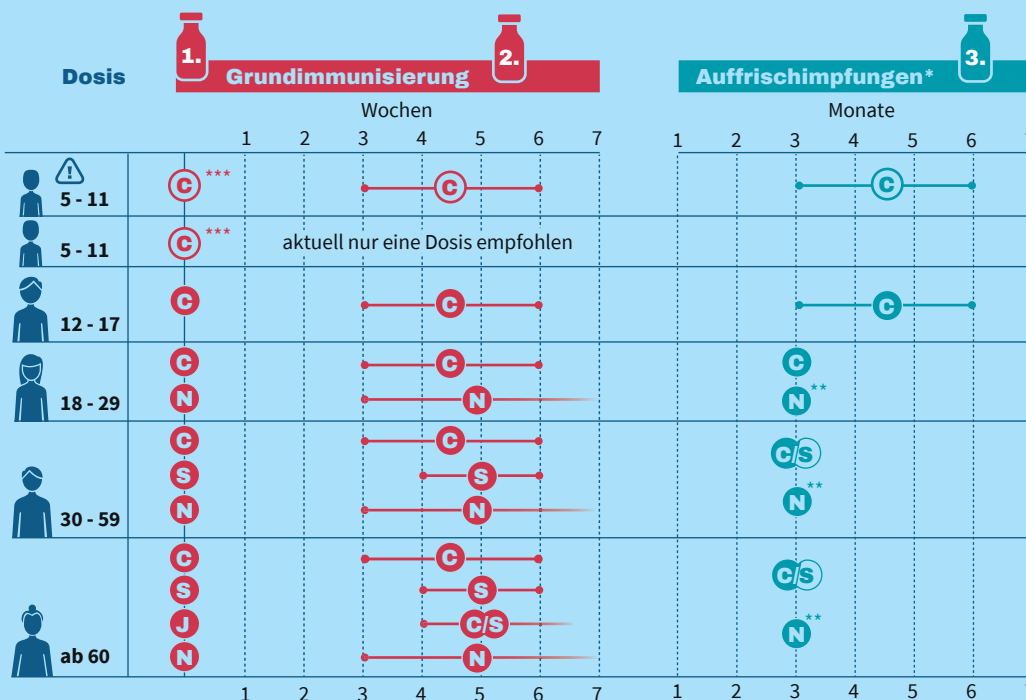 1. 2. 3.
Dosis Grundimmunisierung Auffrischimpfungen*
Wochen Monate
1 2 3 4 5 6 7 1 2 3 4 5 6
! 5 - 11 C *** C C
5 - 11 C *** aktuell nur eine Dosis empfohlen
12 - 17 C C C
C C C
18 - 29 N N N **
C C C/S
S S
30 - 59 N N N **
C C C/S
S S
J C/S N **
ab 60 N N
1 2 3 4 5 6 7 1 2 3 4 5 6